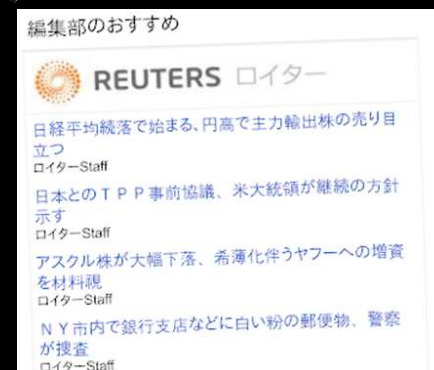 編集部のおすすめ
REUTERS ロイター
日経平均続落で始まる、円高で主力輸出株の売り目
立つ
ロイターStaff
日本とのTPP事前協議、米大統領が継続の方針
示す
ロイターStaff
アスクル株が大幅下落、希薄化伴うヤフーへの増資
を材料視
ロイターStaff
NY市内で銀行支店などに白い粉の郵便物、警察
が捜査
ロイターStaff